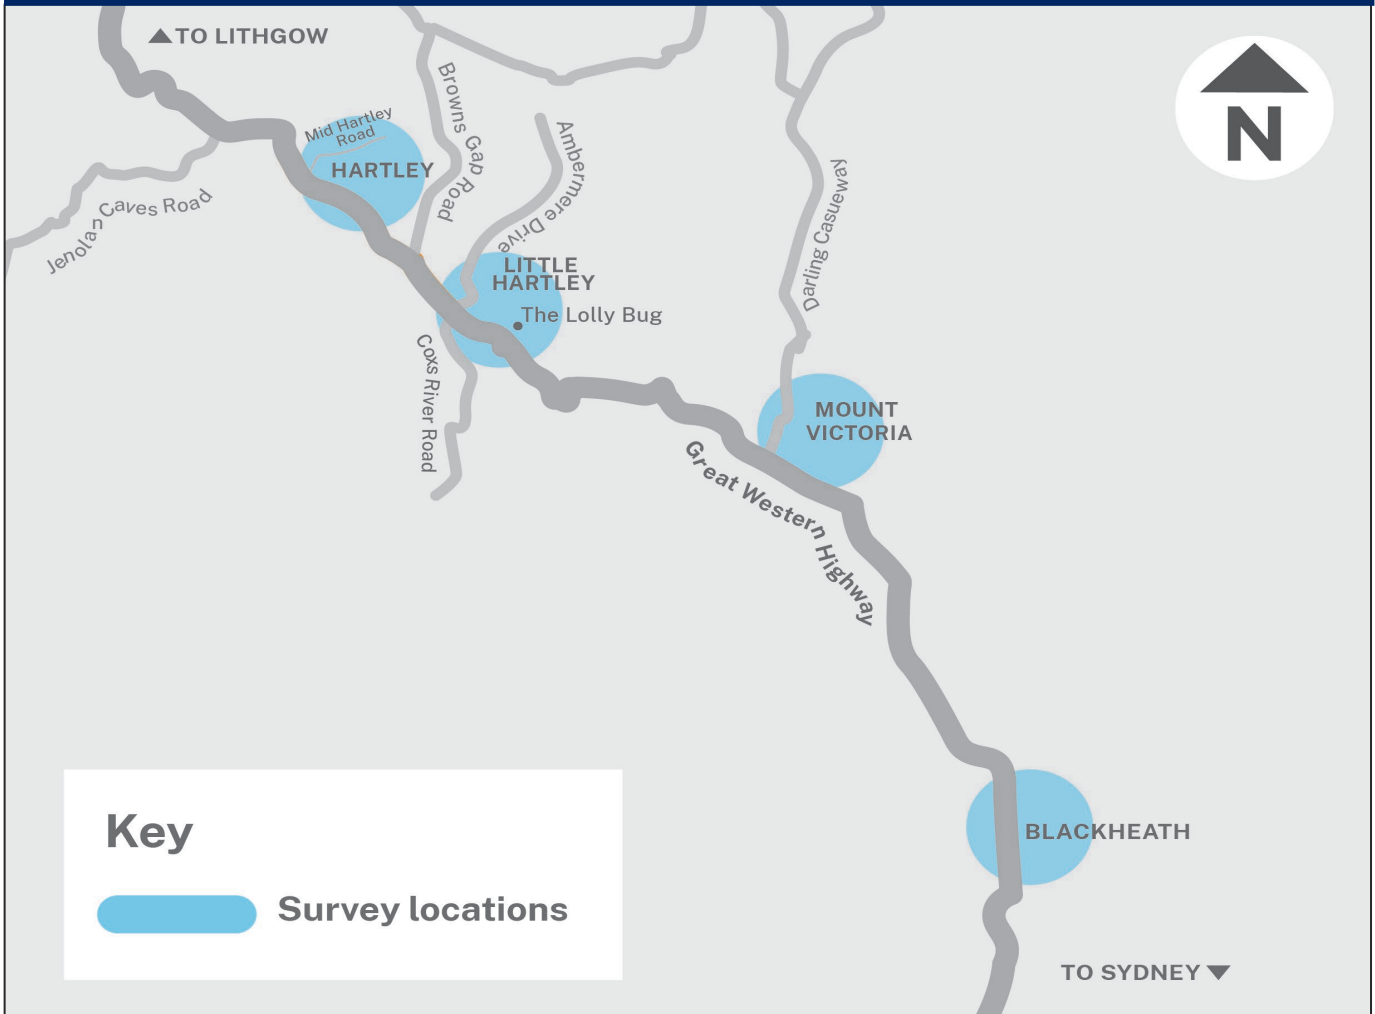 TO LITHGOW
N
Mid Hartley
Road
HARTLEY
Browns Gap Road
Ambermere Drive
Jenolan Caves Road
Darling Casueway
LITTLE
HARTLEY
The Lolly Bug
Coxs River Road
MOUNT
VICTORIA
Great Western Highway
Key
Survey locations
BLACKHEATH
TO SYDNEY